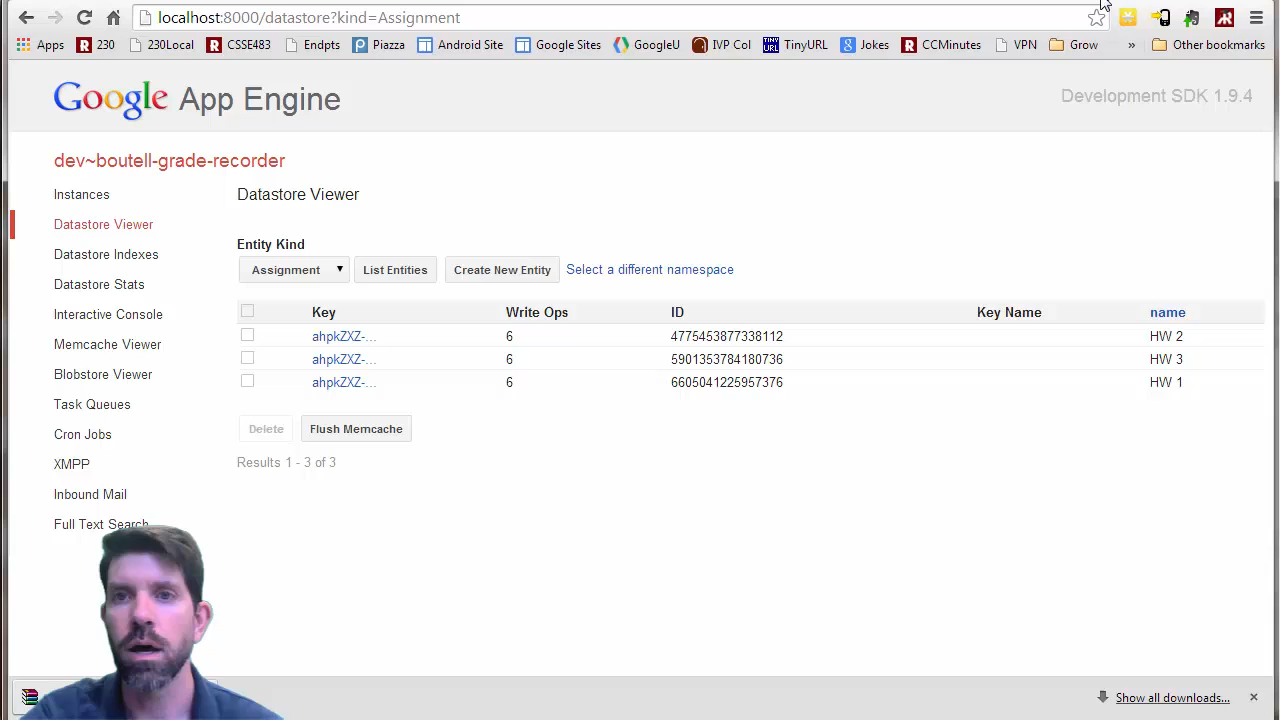 localhost:8000/datastore?kind=Assignment
Apps 230 230Local CSSE483 Endpts Piazza Android Site Google Sites GoogleU IP Col TinyURL Jokes CCMinutes VPN Grow » Other bookmarks
Google App Engine
Development SDK 1.9.4
dev~boutell-grade-recorder
Instances
Datastore Viewer
Datastore Indexes
Datastore Stats
Interactive Console
Memcache Viewer
Blobstore Viewer
Task Queues
Cron Jobs
XMPP
Inbound Mail
Full Text Search
Datastore Viewer
Entity Kind
Assignment List Entities Create New Entity Select a different namespace
Key Write Ops ID Key Name name
ahpkZXZ-... 6 4775453877338112 HW 2
ahpkZXZ-... 6 5901353784180736 HW 3
ahpkZXZ-... 6 6605041225957376 HW 1
Delete Flush Memcache
Results 1 - 3 of 3
Show all downloads...